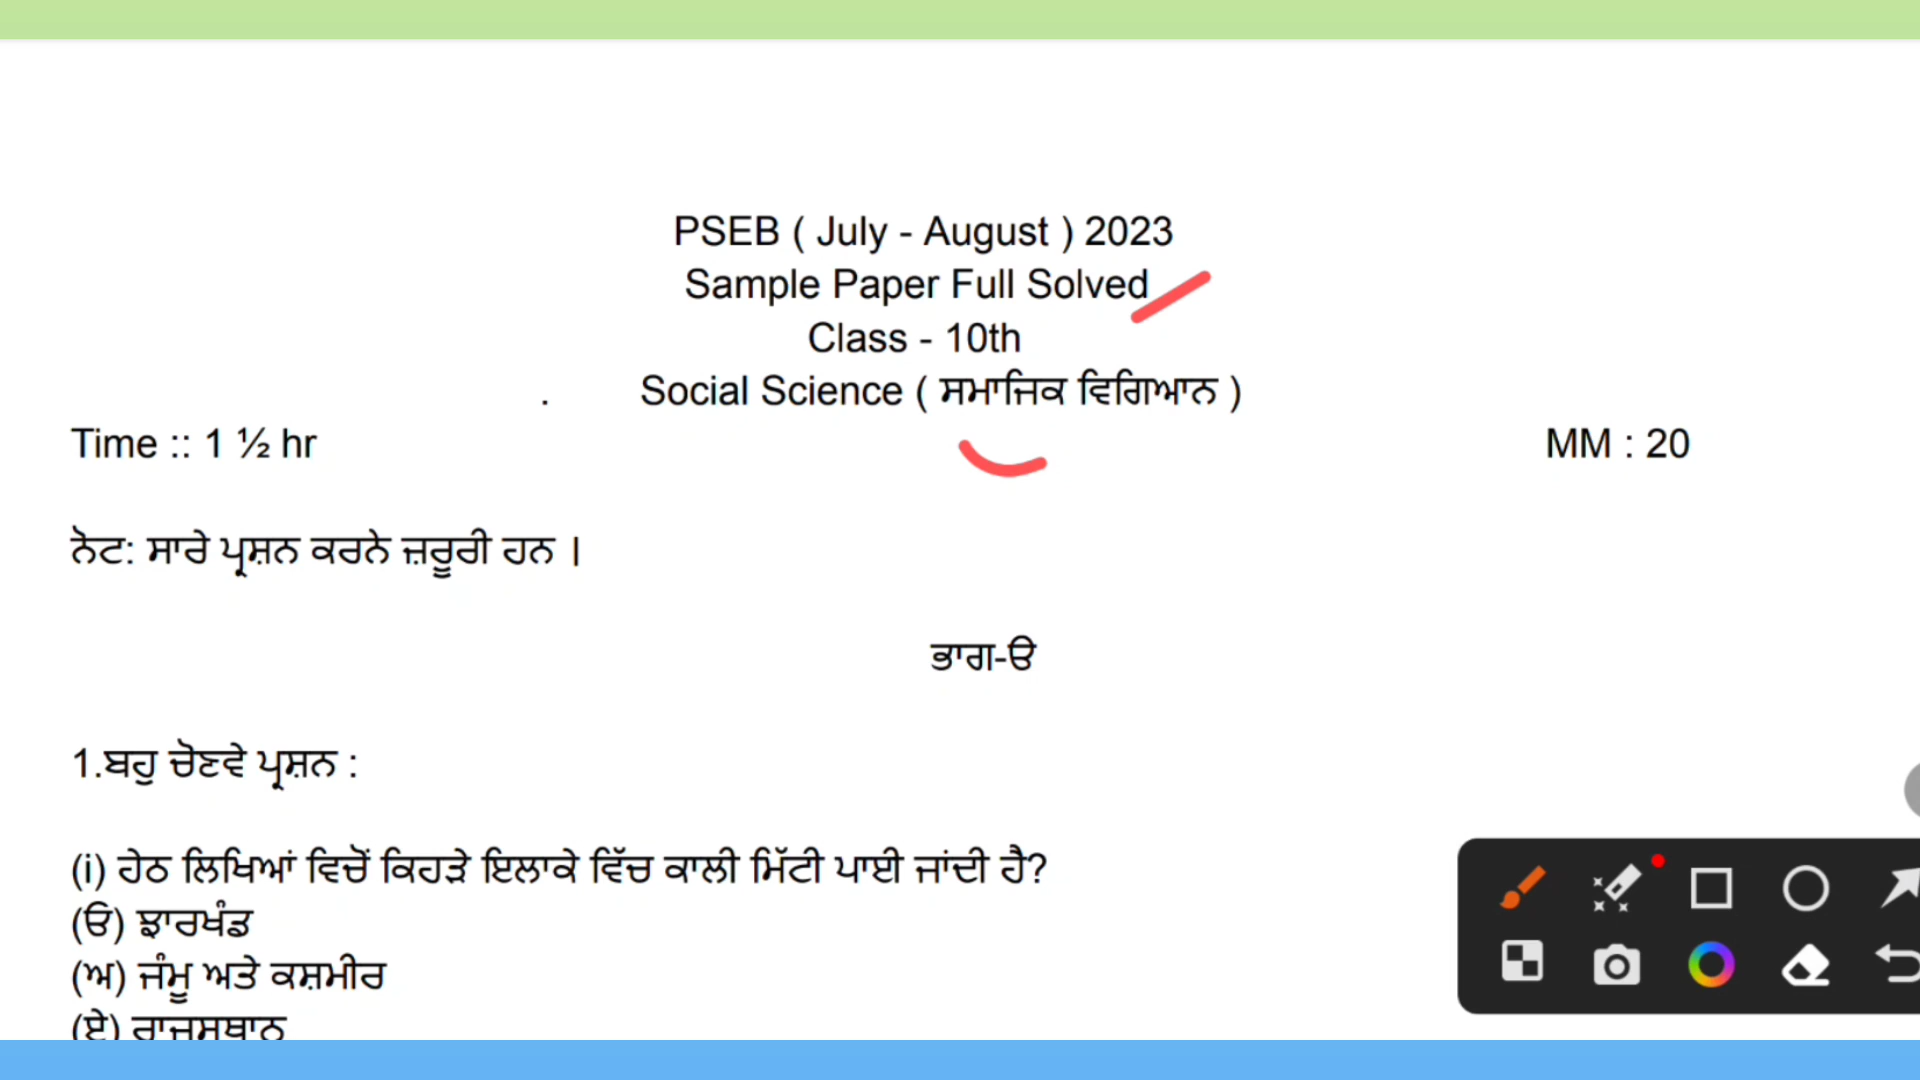 PSEB ( July - August ) 2023
Sample Paper Full Solved
Class - 10th
. Social Science ( ਸਮਾਜਿਕ ਵਿਗਿਆਨ )
Time :: 1 ½ hr MM : 20
ਨੋਟ: ਸਾਰੇ ਪ੍ਰਸ਼ਨ ਕਰਨੇ ਜ਼ਰੂਰੀ ਹਨ ।
ਭਾਗ-ੳ
1.ਬਹੁ ਚੋਣਵੇ ਪ੍ਰਸ਼ਨ :
(i) ਹੇਠ ਲਿਖਿਆਂ ਵਿਚੋਂ ਕਿਹੜੇ ਇਲਾਕੇ ਵਿੱਚ ਕਾਲੀ ਮਿੱਟੀ ਪਾਈ ਜਾਂਦੀ ਹੈ?
(ਓ) ਝਾਰਖੰਡ
(ਅ) ਜੰਮੂ ਅਤੇ ਕਸ਼ਮੀਰ
(ਏ) ਰਾਜਸਥਾਨ